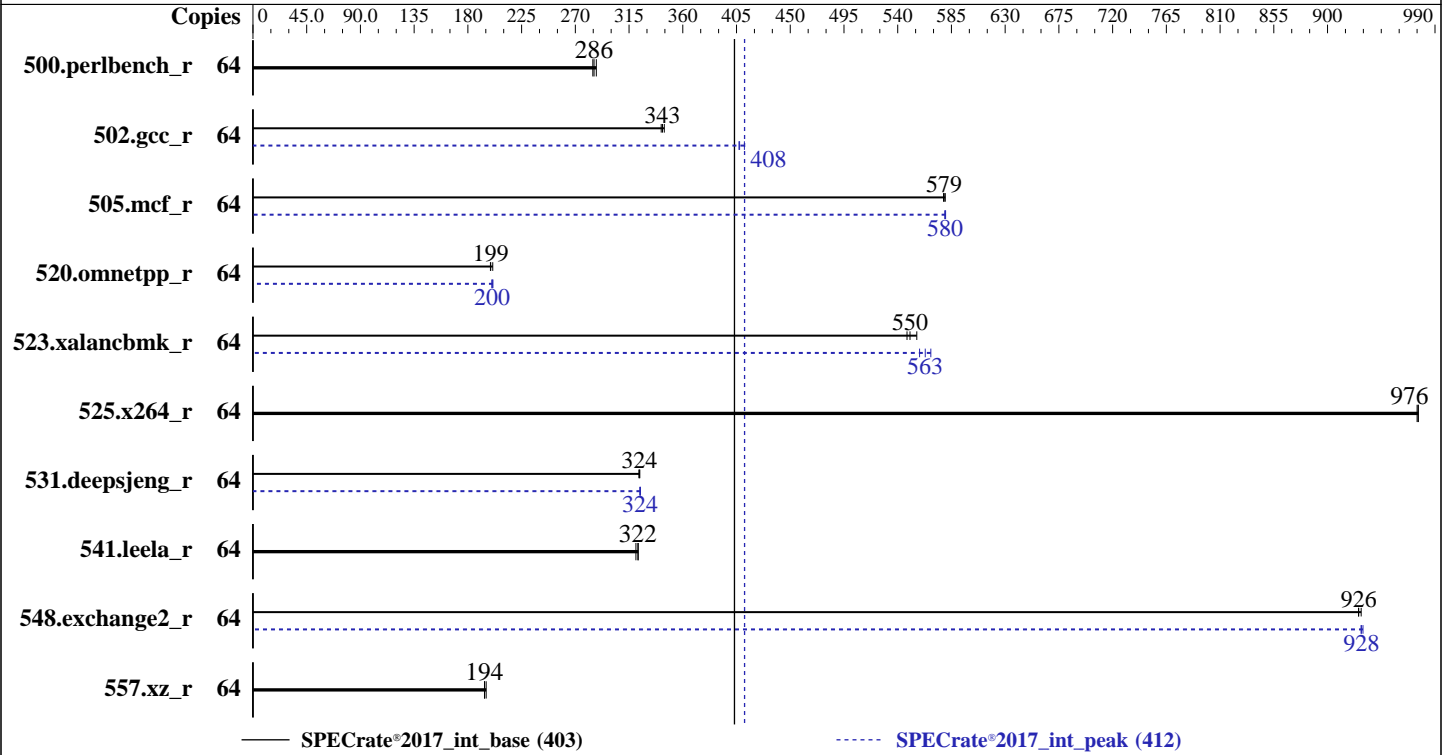 Copies 0 45.0 90.0 135 180 225 270 315 360 405 450 495 540 585 630 675 720 765 810 855 900 990
286
500.perlbench_r 64
343
502.gcc_r 64
408
579
505.mcf_r 64
580
199
520.omnetpp_r 64
200
550
523.xalancbmk_r 64
563
976
525.x264_r 64
324
531.deepsjeng_r 64
324
322
541.leela_r 64
926
548.exchange2_r 64
928
194
557.xz_r 64
SPECrate®2017_int_base (403) SPECrate®2017_int_peak (412)